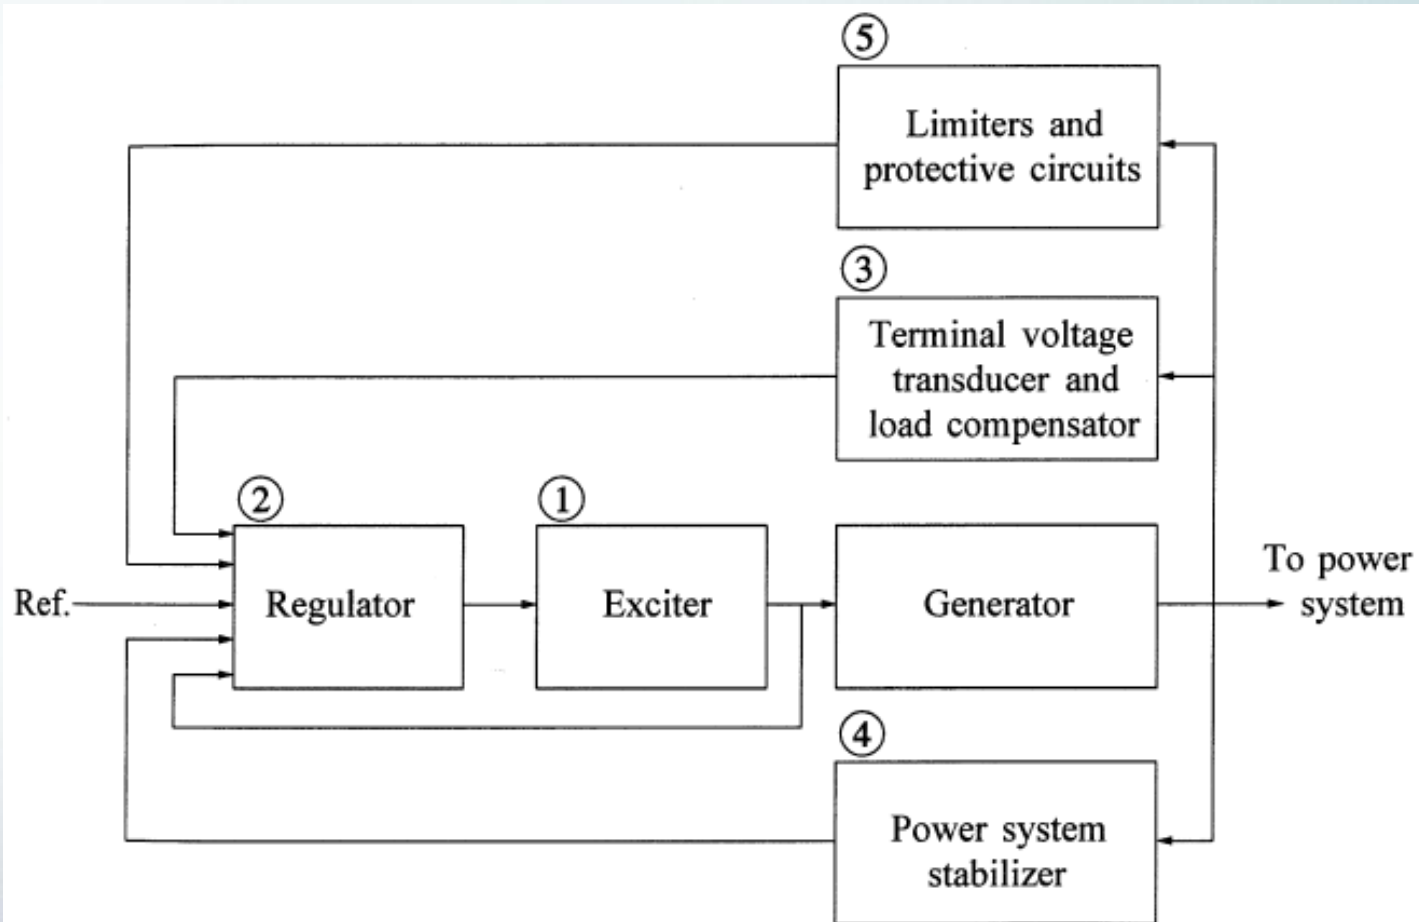 ⑤
Limiters and
protective circuits
③
Terminal voltage
transducer and
load compensator
②
①
Ref.
Regulator
Exciter
Generator
To power
system
④
Power system
stabilizer